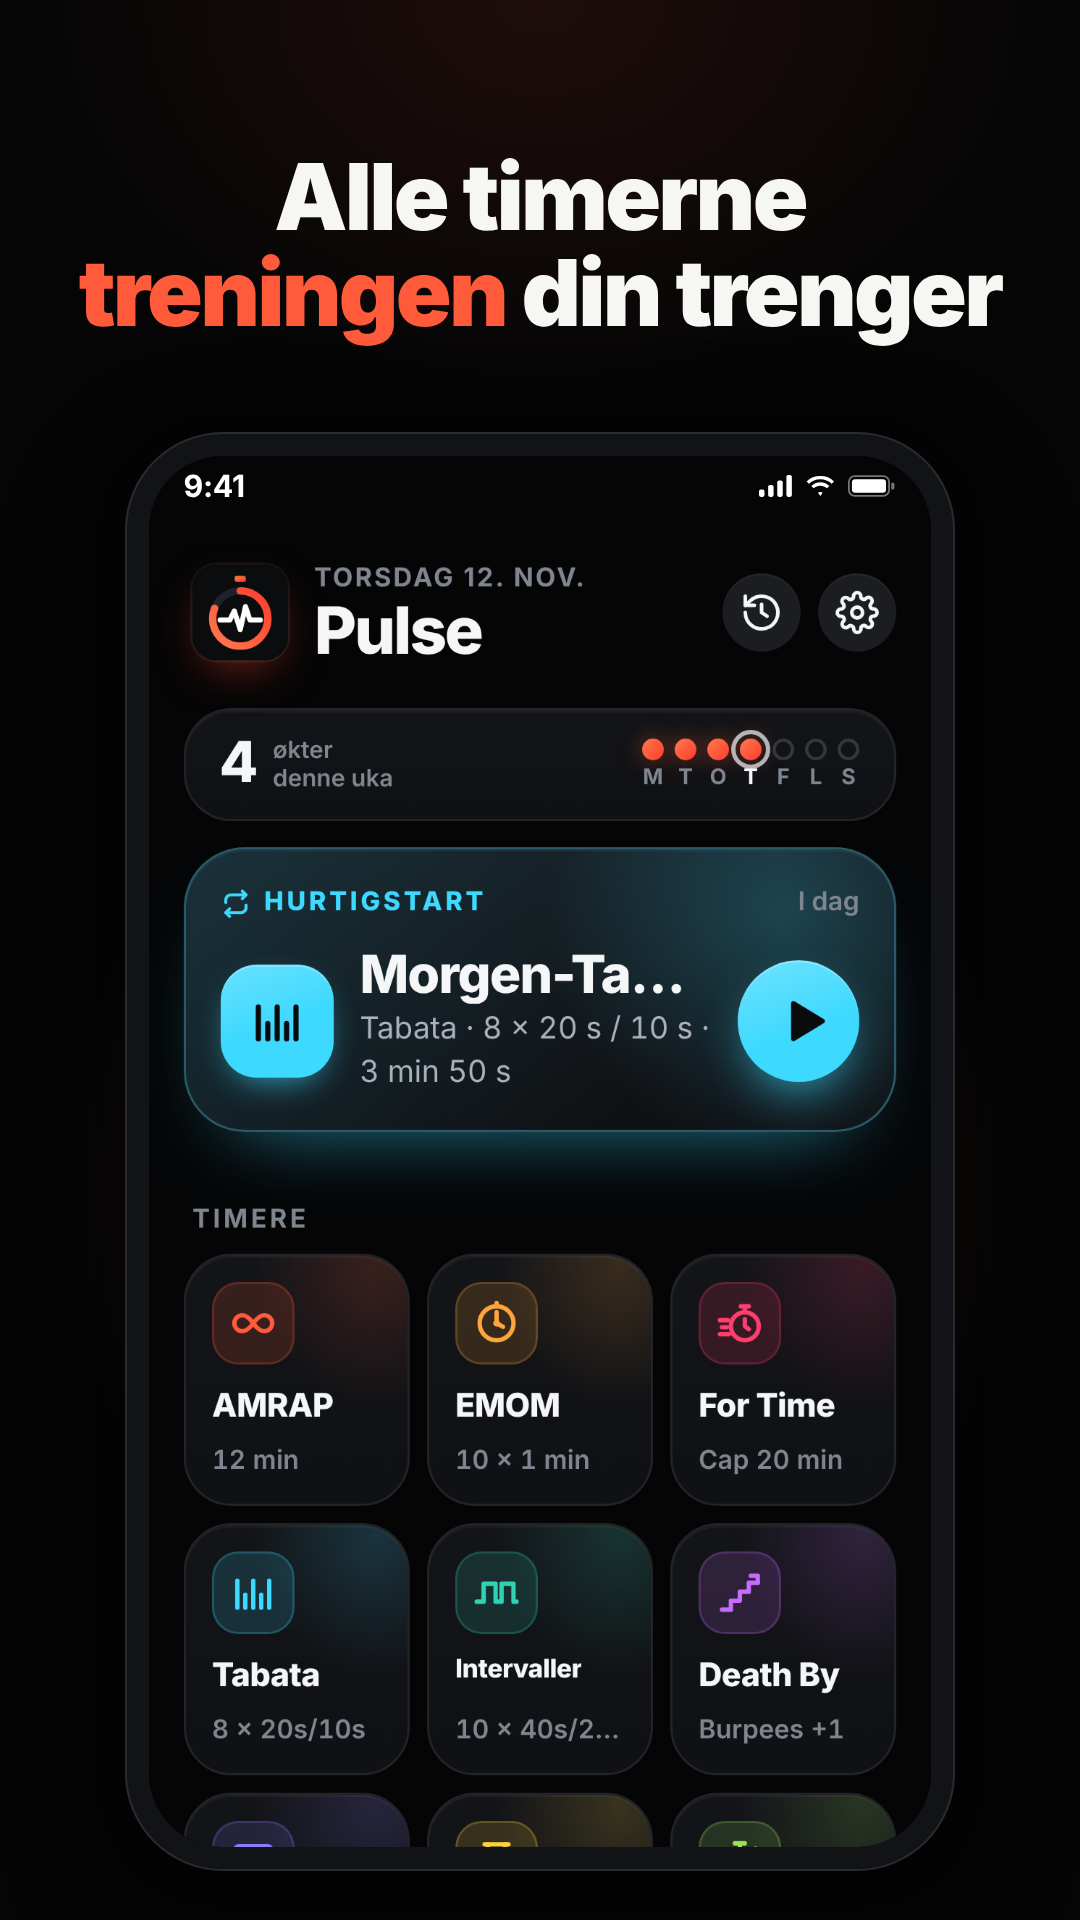 Alle timerne
treningen din trenger
9:41
TORSDAG 12. NOV.
Pulse
4 økter
denne uka
M T O T F L S
HURTIGSTART
I dag
Morgen-Ta...
Tabata · 8 × 20 s / 10 s ·
3 min 50 s
TIMERE
AMRAP
12 min
EMOM
10 × 1 min
For Time
Cap 20 min
Tabata
8 × 20s/10s
Intervaller
10 × 40s/2...
Death By
Burpees +1